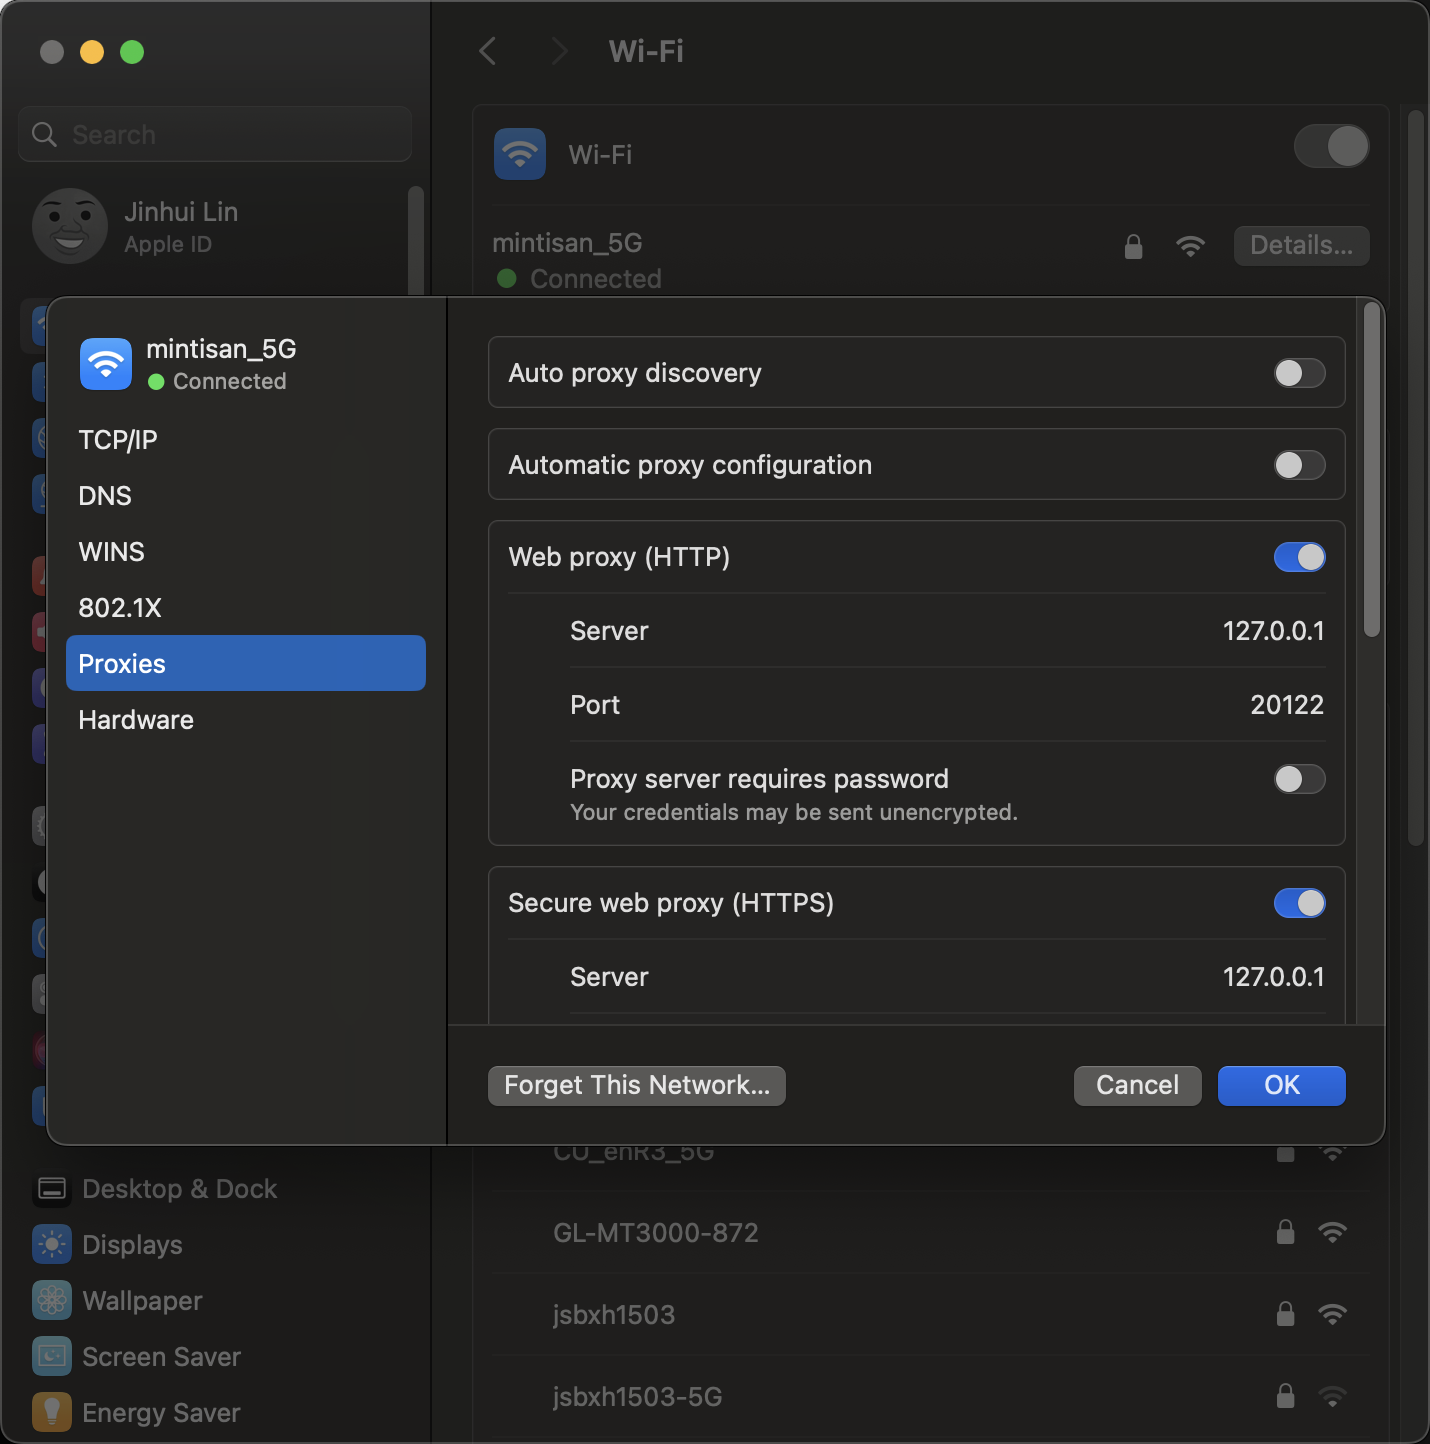 Wi-Fi
Search
Jinhui Lin
Apple ID
Wi-Fi
mintisan_5G
Connected
Details...
mintisan_5G
Connected
TCP/IP
DNS
WINS
802.1X
Proxies
Hardware
Auto proxy discovery
Automatic proxy configuration
Web proxy (HTTP)
Server 127.0.0.1
Port 20122
Proxy server requires password
Your credentials may be sent unencrypted.
Secure web proxy (HTTPS)
Server 127.0.0.1
Forget This Network...
Cancel
OK
Desktop & Dock
Displays
Wallpaper
Screen Saver
Energy Saver
CU_enR3_5G
GL-MT3000-872
jsbxh1503
jsbxh1503-5G